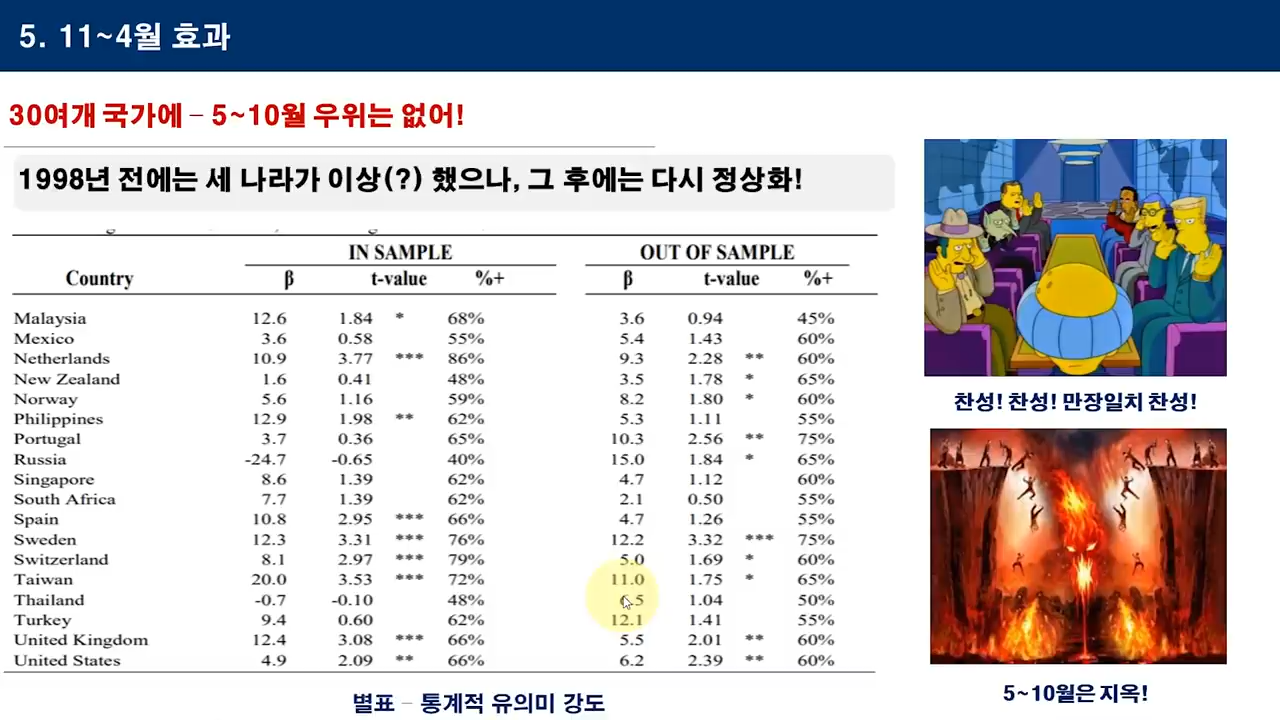 5. 11~4월 효과
30여개 국가에 – 5~10월 우위는 없어!
1998년 전에는 세 나라가 이상(?) 했으나, 그 후에는 다시 정상화!
IN SAMPLE OUT OF SAMPLE
Country β t-value %+ β t-value %+
Malaysia 12.6 1.84 * 68% 3.6 0.94 45%
Mexico 3.6 0.58 55% 5.4 1.43 60%
Netherlands 10.9 3.77 *** 86% 9.3 2.28 ** 60%
New Zealand 1.6 0.41 48% 3.5 1.78 * 65%
Norway 5.6 1.16 59% 8.2 1.80 * 60%
Philippines 12.9 1.98 ** 62% 5.3 1.11 55%
Portugal 3.7 0.36 65% 10.3 2.56 ** 75%
Russia -24.7 -0.65 40% 15.0 1.84 * 65%
Singapore 8.6 1.39 62% 4.7 1.12 60%
South Africa 7.7 1.39 62% 2.1 0.50 55%
Spain 10.8 2.95 *** 66% 4.7 1.26 55%
Sweden 12.3 3.31 *** 76% 12.2 3.32 *** 75%
Switzerland 8.1 2.97 *** 79% 5.0 1.69 * 60%
Taiwan 20.0 3.53 *** 72% 11.0 1.75 * 65%
Thailand -0.7 -0.10 48% 1.04 50%
Turkey 9.4 0.60 62% 12.1 1.41 55%
United Kingdom 12.4 3.08 *** 66% 5.5 2.01 ** 60%
United States 4.9 2.09 ** 66% 6.2 2.39 ** 60%
별표 – 통계적 유의미 강도
찬성! 찬성! 만장일치 찬성!
5~10월은 지옥!